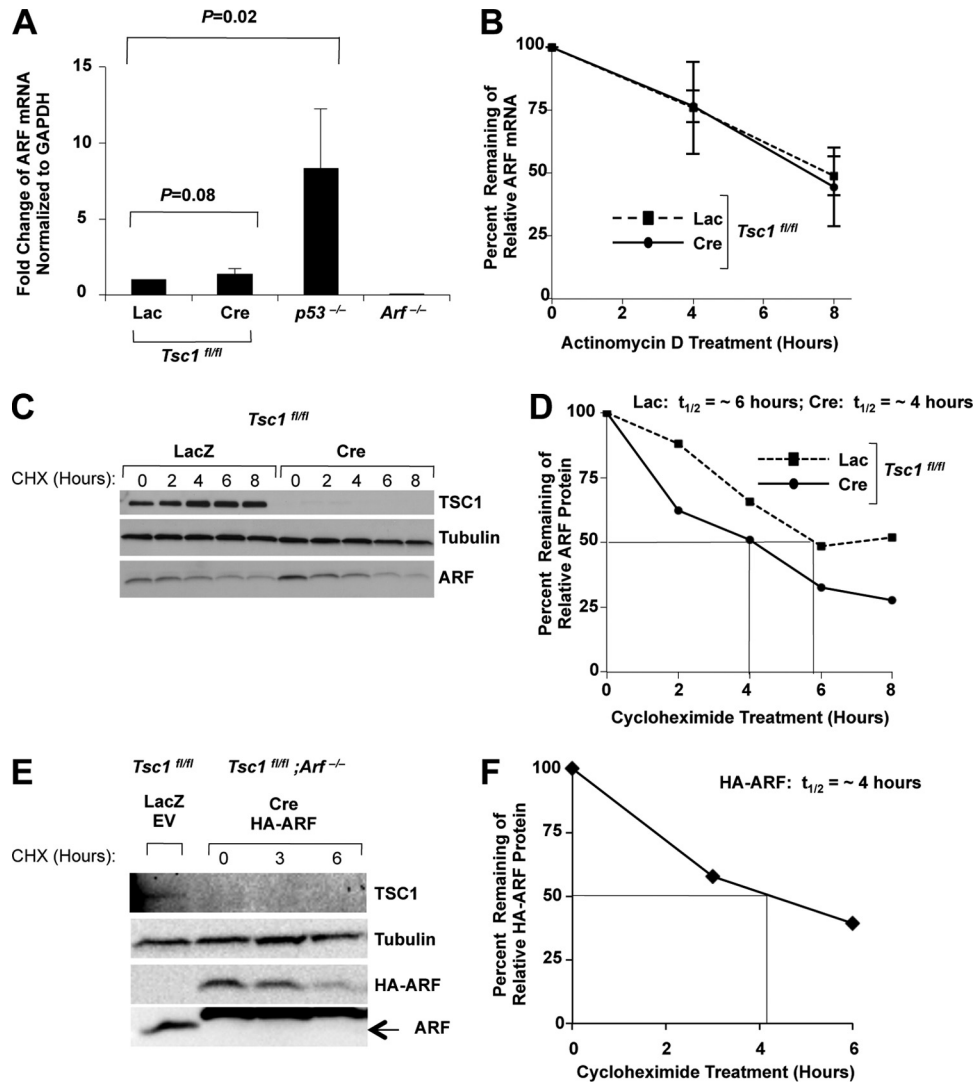 A
P=0.02
P=0.08
Fold Change of ARF mRNA
Normalized to GAPDH
15
10
5
0
Lac Cre p53 –/– Arf –/–
Tsc1 fl/fl
B
Percent Remaining of
Relative ARF mRNA
100
75
50
25
0
Lac
Cre
Tsc1 fl/fl
0 2 4 6 8
Actinomycin D Treatment (Hours)
C
Tsc1 fl/fl
LacZ Cre
CHX (Hours): 0 2 4 6 8 0 2 4 6 8
TSC1
Tubulin
ARF
D
Lac: t1/2 = ~ 6 hours; Cre: t1/2 = ~ 4 hours
Percent Remaining of
Relative ARF Protein
100
75
50
25
0
Lac
Cre
Tsc1 fl/fl
0 2 4 6 8
Cycloheximide Treatment (Hours)
E
Tsc1 fl/fl Tsc1 fl/fl ;Arf –/–
LacZ
EV
Cre
HA-ARF
CHX (Hours): 0 3 6
TSC1
Tubulin
HA-ARF
ARF
F
HA-ARF: t1/2 = ~ 4 hours
Percent Remaining of
Relative HA-ARF Protein
100
75
50
25
0
0 2 4 6
Cycloheximide Treatment (Hours)